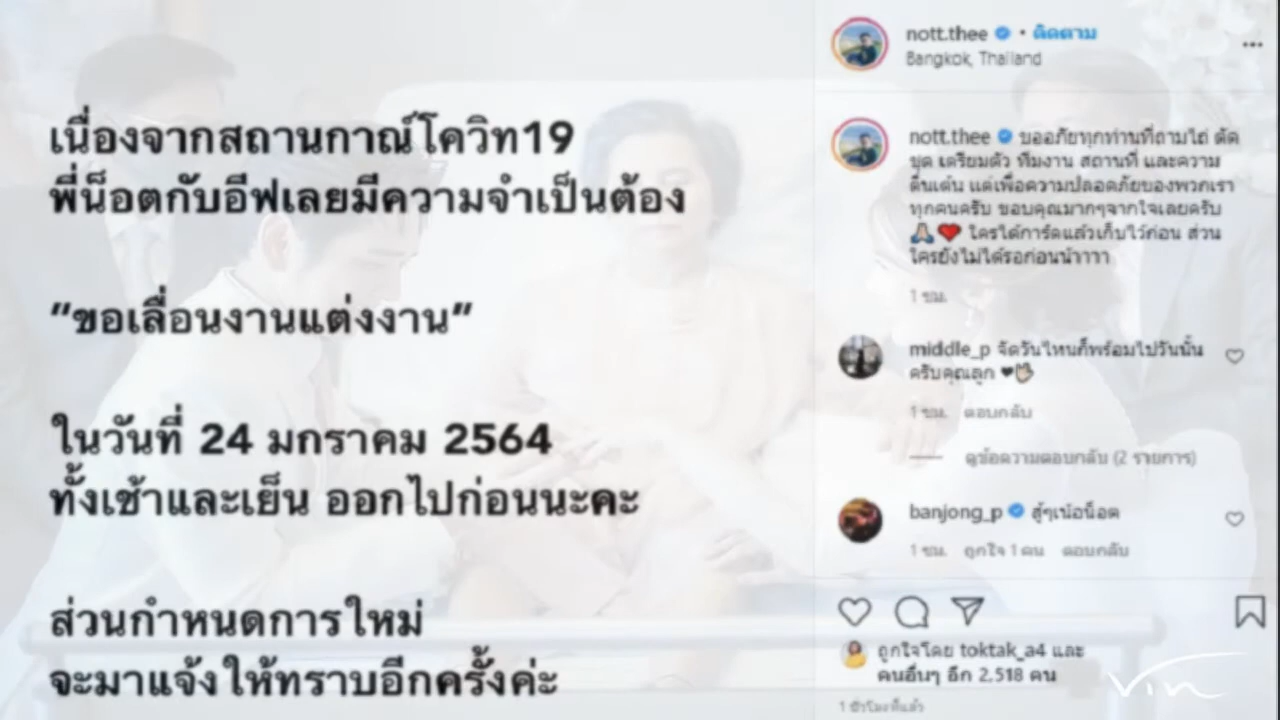 เนื่องจากสถานกาณ์โควิท19
พี่น็อตกับอีฟเลยมีความจำเป็นต้อง
"ขอเลื่อนงานแต่งงาน"
ในวันที่ 24 มกราคม 2564
ทั้งเช้าและเย็น ออกไปก่อนนะคะ
ส่วนกำหนดการใหม่
จะมาแจ้งให้ทราบอีกครั้งค่ะ
nott.thee • ติดตาม
Bangkok, Thailand
nott.thee ขออภัยทุกท่านที่ถามไถ่ ตัด
ชุด เตรียมตัว ทีมงาน สถานที่ และความ
ตื่นเต้น แต่เพื่อความปลอดภัยของพวกเรา
ทุกคนครับ ขอบคุณมากๆจากใจเลยครับ
🙏🏻❤️ ใครได้การ์ดแล้วเก็บไว้ก่อน ส่วน
ใครยังไม่ได้รอก่อนน้าาาา
1 ชม.
middle_p จัดวันไหนก็พร้อมไปวันนั้น
ครับคุณลูก
1 ชม. ตอบกลับ
ดูข้อความตอบกลับ (2 รายการ)
banjong_p สู้ๆเน้อน็อต
1 ชม. ถูกใจ 1 คน ตอบกลับ
ถูกใจโดย toktak_a4 และ
คนอื่นๆ อีก 2,518 คน
1 ชั่วโมงที่แล้ว
Vin